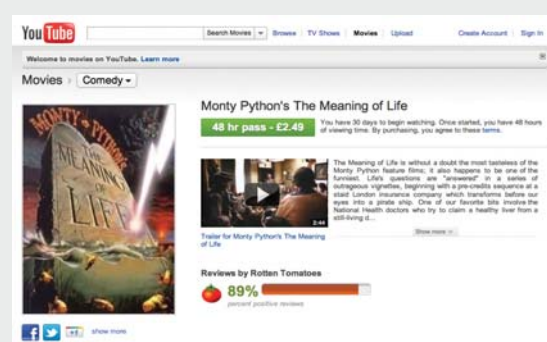 YouTube
Search Movies Browse TV Shows Movies Upload Create Account Sign In
Welcome to movies on YouTube. Learn more
Movies › Comedy
MONTY PYTHON'S
THE
MEANING
OF
LIFE
Monty Python's The Meaning of Life
48 hr pass - £2.49
You have 30 days to begin watching. Once started, you have 48 hours
of viewing time. By purchasing, you agree to these terms.
2:44
Trailer for Monty Python's The Meaning
of Life
The Meaning of Life is without a doubt the most tasteless of the
Monty Python feature films; it also happens to be one of the
funniest. Life's questions are "answered" in a series of
outrageous vignettes, beginning with a pre-credits sequence at a
staid London insurance company which transforms before our
eyes into a pirate ship. One of our favorite bits involve the
National Health doctors who try to claim a healthy liver from a
still-living d...
Show more
Reviews by Rotten Tomatoes
89%
percent positive reviews
show more